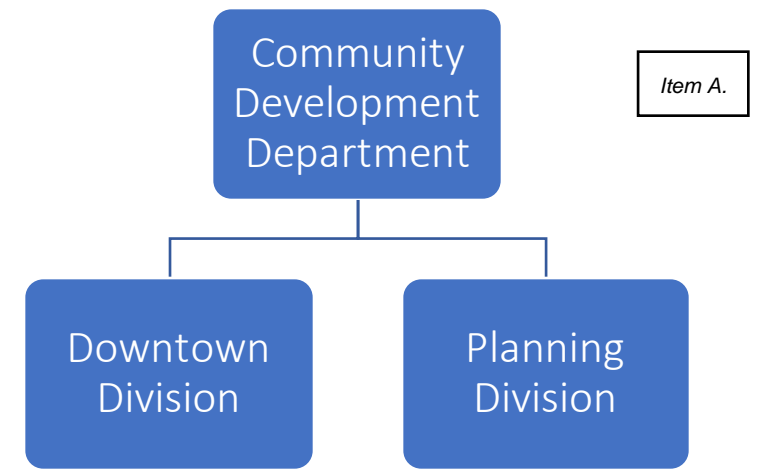 Community
Development
Department
Item A.
Downtown
Division
Planning
Division